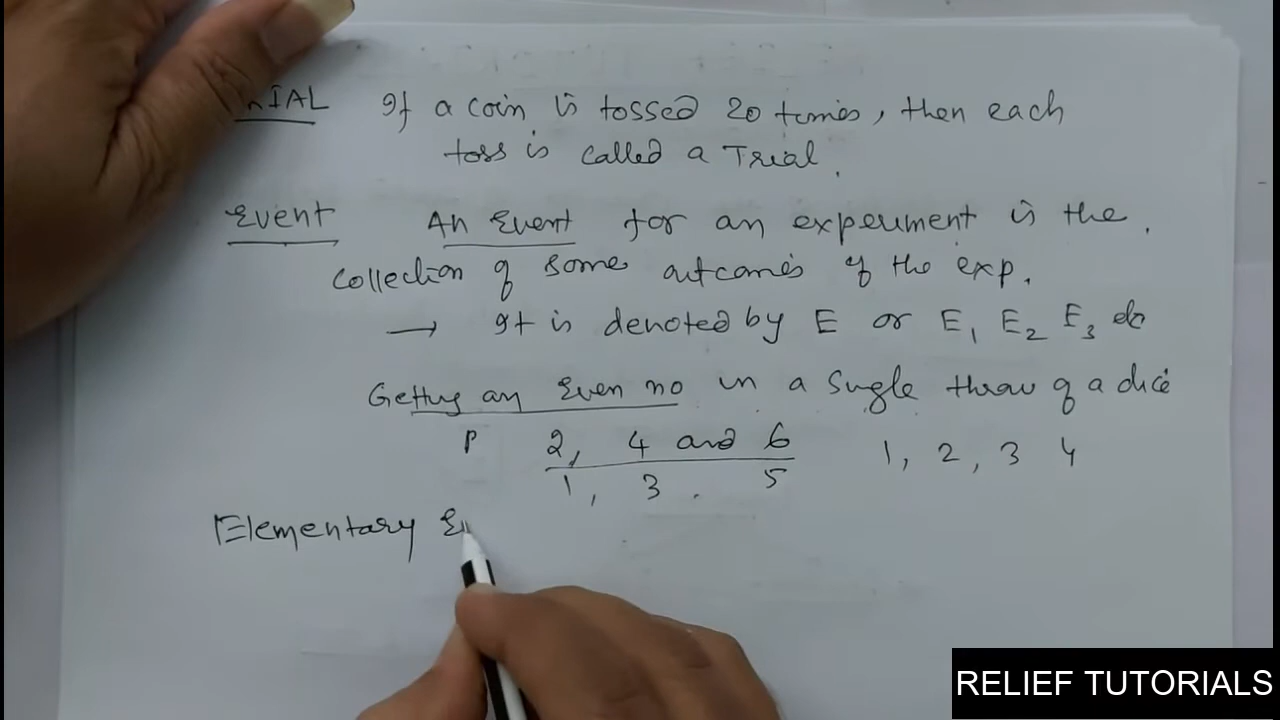 RIAL If a coin is tossed 20 times, then each
toss is called a Trial.
Event An Event for an experiment is the
collection of some outcomes of the exp.
→ It is denoted by E or E₁ E₂ E₃
Getting an Even no in a Single throw of a dice
P 2, 4 and 6 1, 2, 3 4
1, 3. 5
Elementary E
RELIEF TUTORIALS